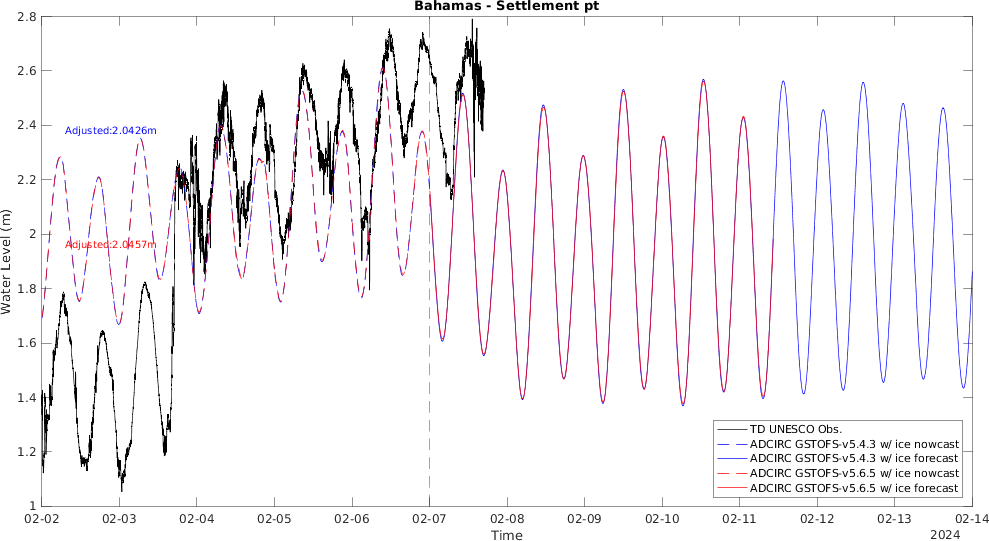 Bahamas - Settlement pt
2.8
2.6
2.4
2.2
2
1.8
1.6
1.4
1.2
1
Water Level (m)
Adjusted:2.0426m
Adjusted:2.0457m
TD UNESCO Obs.
ADCIRC GSTOFS-v5.4.3 w/ ice nowcast
ADCIRC GSTOFS-v5.4.3 w/ ice forecast
ADCIRC GSTOFS-v5.6.5 w/ ice nowcast
ADCIRC GSTOFS-v5.6.5 w/ ice forecast
02-02 02-03 02-04 02-05 02-06 02-07 02-08 02-09 02-10 02-11 02-12 02-13 02-14
Time
2024